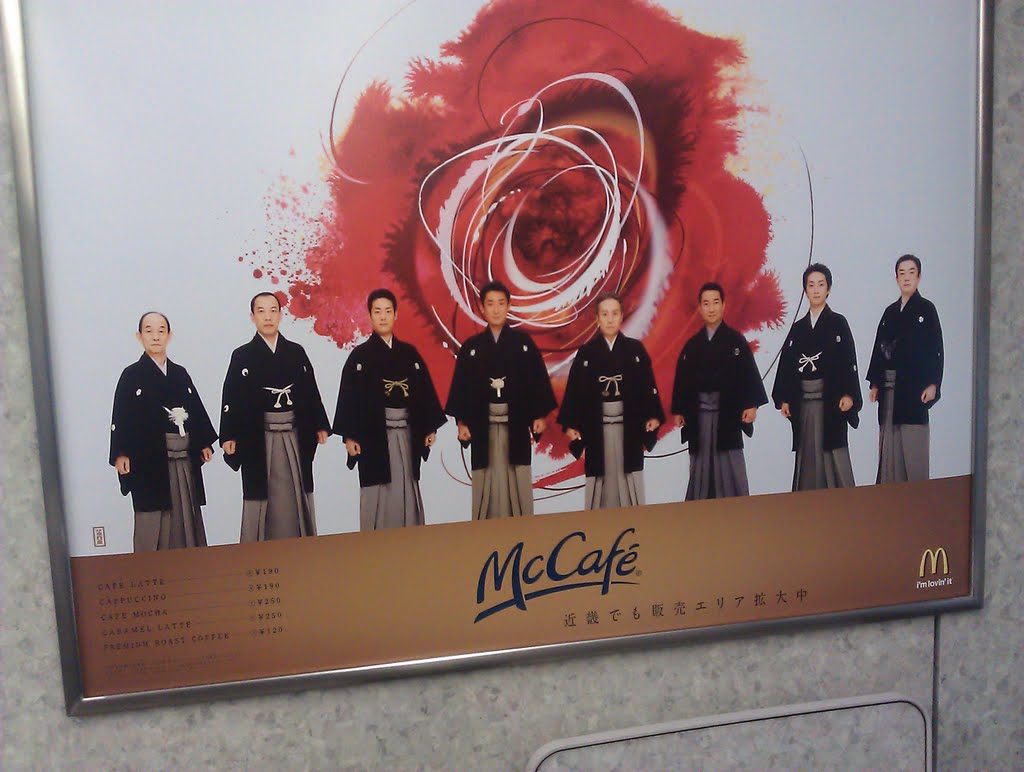 McCafé
CAFE LATTE ¥190
CAPPUCCINO ¥190
CAFE MOCHA ¥250
CARAMEL LATTE ¥250
PREMIUM ROAST COFFEE ¥120
近畿でも販売エリア拡大中
i'm lovin' it